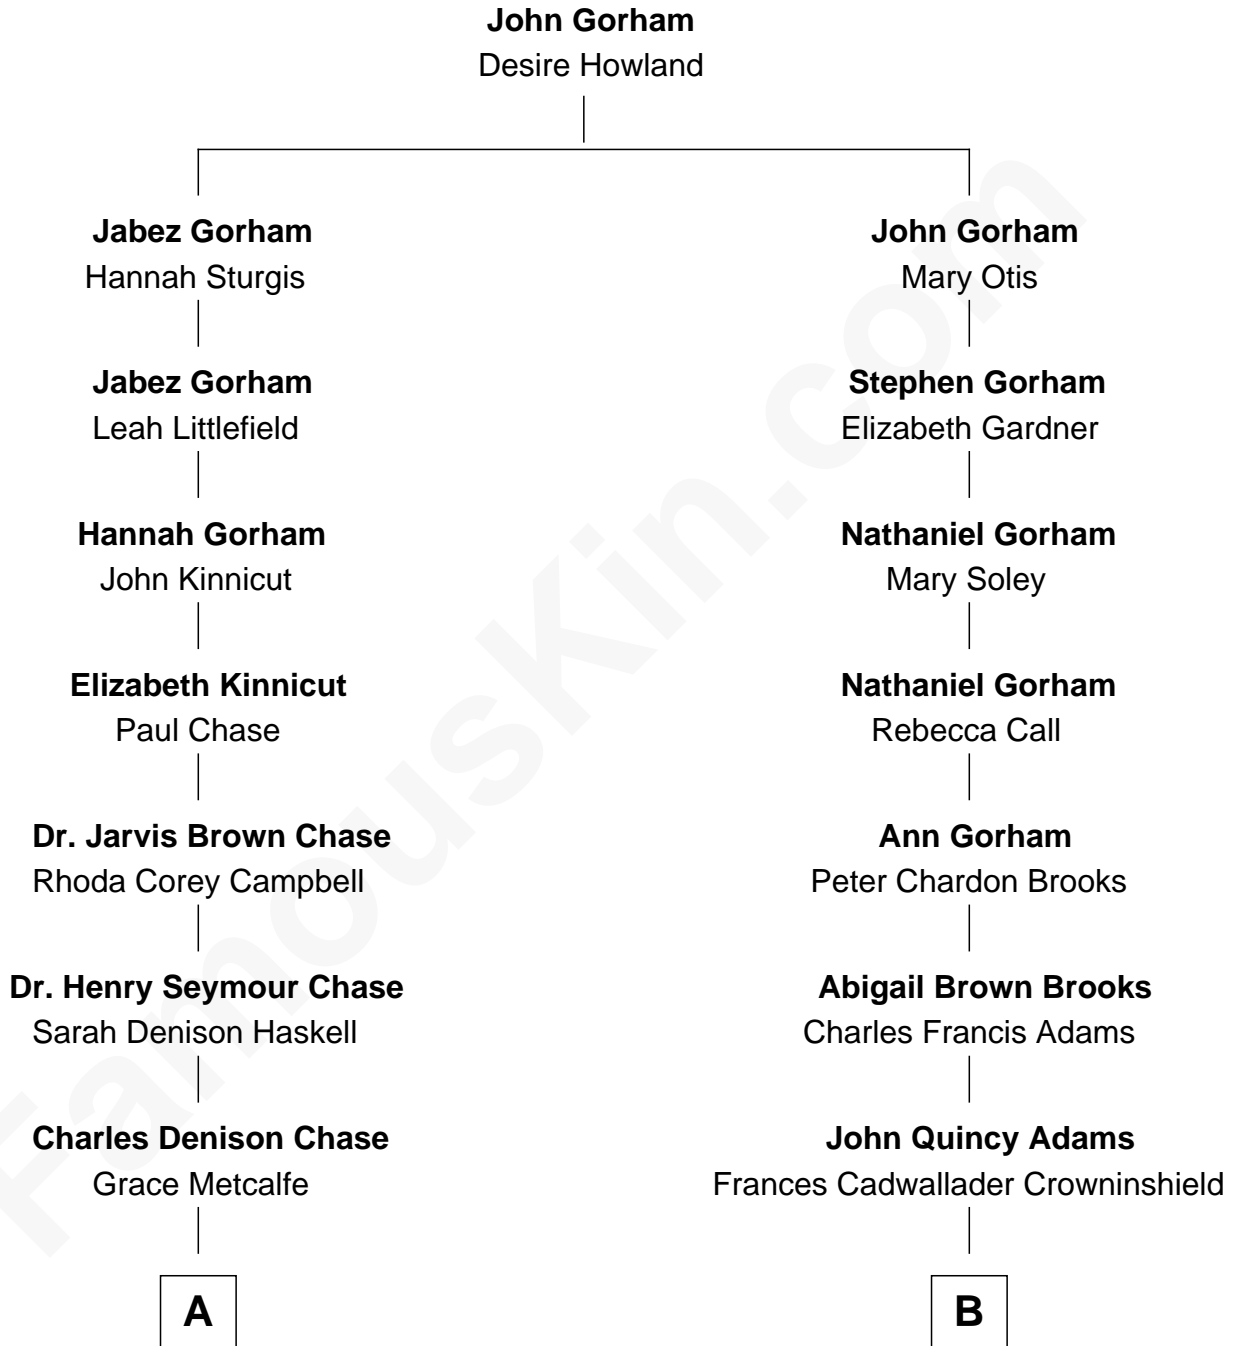 John Gorham
Desire Howland
Jabez Gorham
Hannah Sturgis
John Gorham
Mary Otis
Jabez Gorham
Leah Littlefield
Stephen Gorham
Elizabeth Gardner
Hannah Gorham
John Kinnicut
Nathaniel Gorham
Mary Soley
Elizabeth Kinnicut
Paul Chase
Nathaniel Gorham
Rebecca Call
Dr. Jarvis Brown Chase
Rhoda Corey Campbell
Ann Gorham
Peter Chardon Brooks
Dr. Henry Seymour Chase
Sarah Denison Haskell
Abigail Brown Brooks
Charles Francis Adams
Charles Denison Chase
Grace Metcalfe
John Quincy Adams
Frances Cadwallader Crowninshield
A
B
FamousKin.com